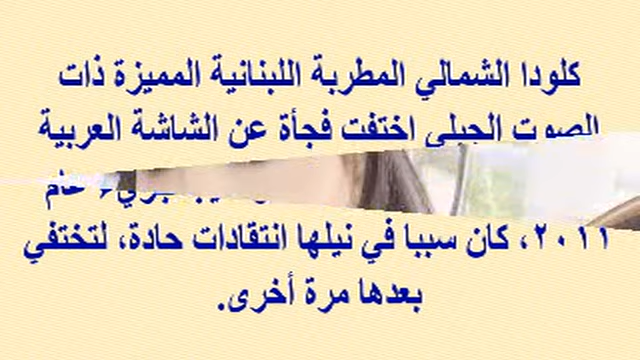 كلودا الشمالي المطربة اللبنانية المميزة ذات
الصوت الجبلي اختفت فجأة عن الشاشة العربية
عام
٢٠١١، كان سببا في نيلها انتقادات حادة، لتختفي
بعدها مرة أخرى.